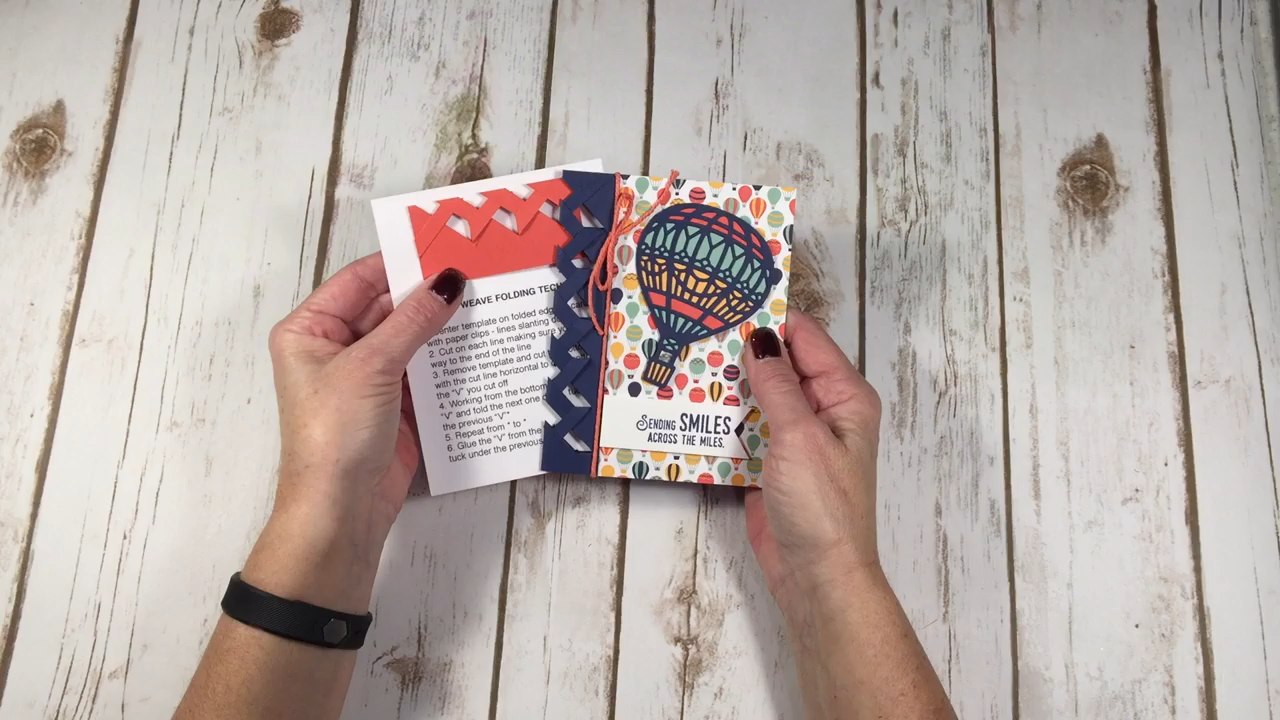 WEAVE FOLDING TECH
enter template on folded edg
with paper clips - lines slanting
2. Cut on each line making sure
way to the end of the line
3. Remove template and cut
with the cut line horizontal to
the "V" you cut off
4. Working from the bottom
"V" and fold the next one
the previous "V"*
5. Repeat from * to *
6. Glue the "V" from the
tuck under the previous
SENDING SMILES
ACROSS THE MILES.